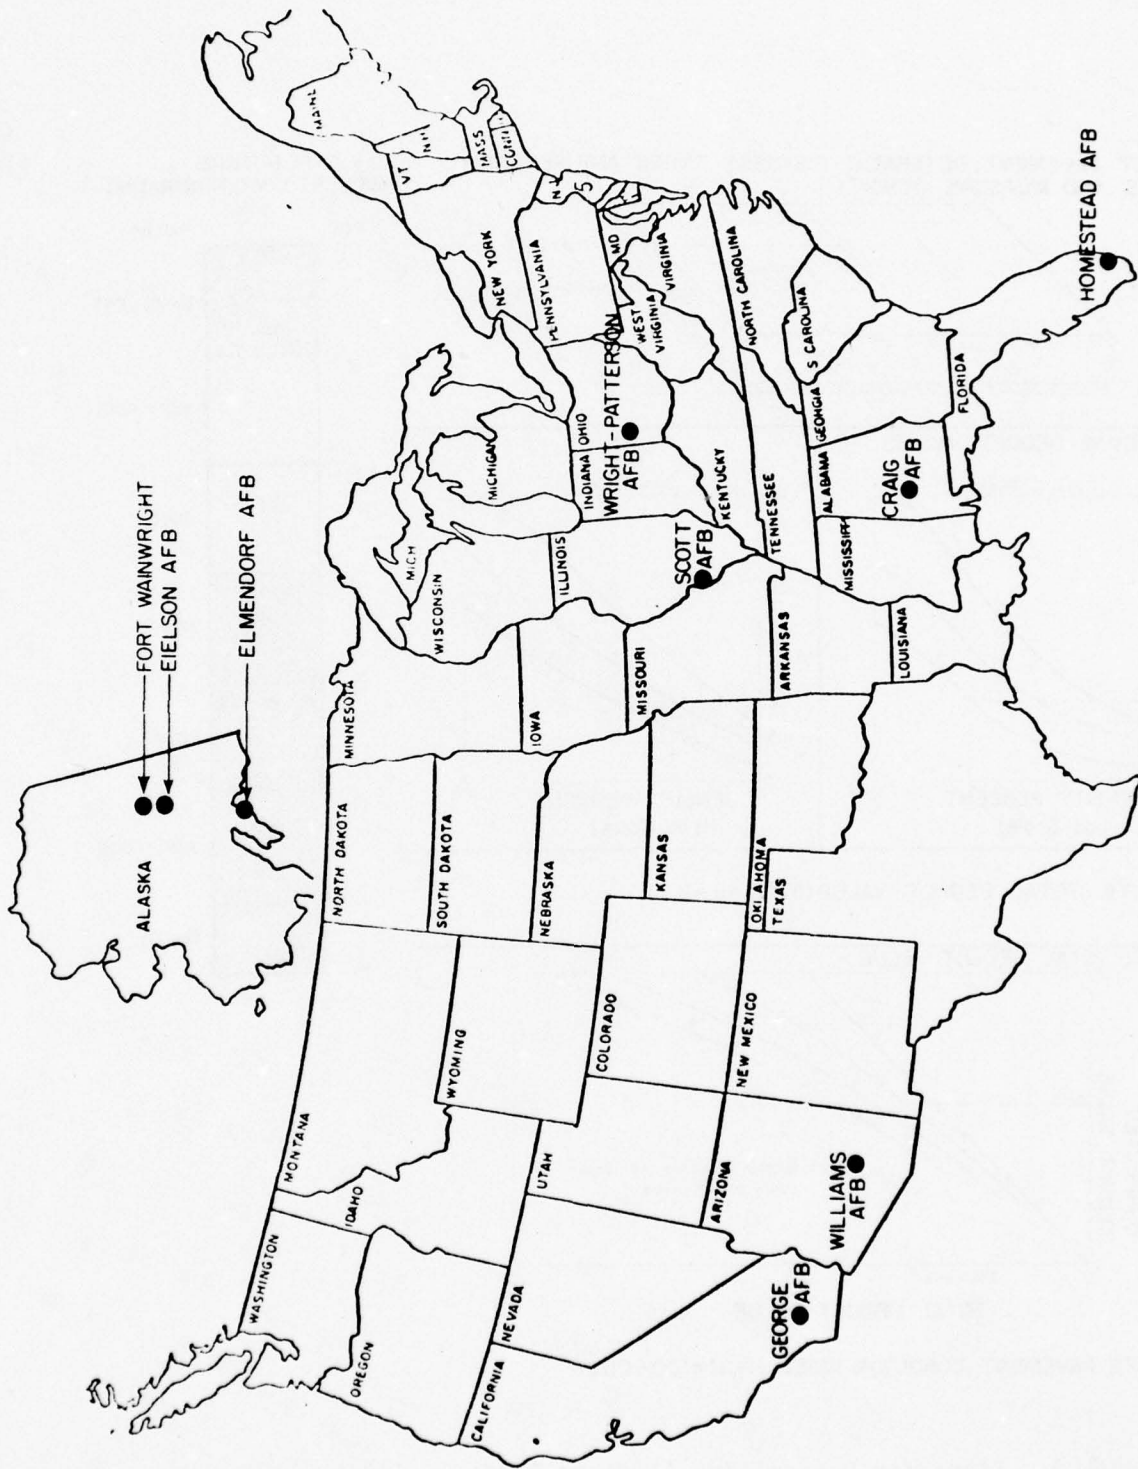 FORT WAINWRIGHT
EIELSON AFB
ELMENDORF AFB
ALASKA
WASHINGTON
MONTANA
NORTH DAKOTA
MINNESOTA
MICH
MICHIGAN
WISCONSIN
NEW YORK
VT
NH
MASS
CONN
OREGON
IDAHO
WYOMING
SOUTH DAKOTA
IOWA
ILLINOIS
INDIANA
OHIO
PENNSYLVANIA
MD
WEST
VIRGINIA
VIRGINIA
WRIGHT-PATTERSON
AFB
CALIFORNIA
NEVADA
UTAH
COLORADO
NEBRASKA
KANSAS
MISSOURI
SCOTT
AFB
KENTUCKY
NORTH CAROLINA
TENNESSEE
ARIZONA
NEW MEXICO
TEXAS
ARKANSAS
MISSISSIPPI
ALABAMA
GEORGIA
S CAROLINA
GEORGE
AFB
WILLIAMS
AFB
LOUISIANA
CRAIG
AFB
FLORIDA
HOMESTEAD AFB